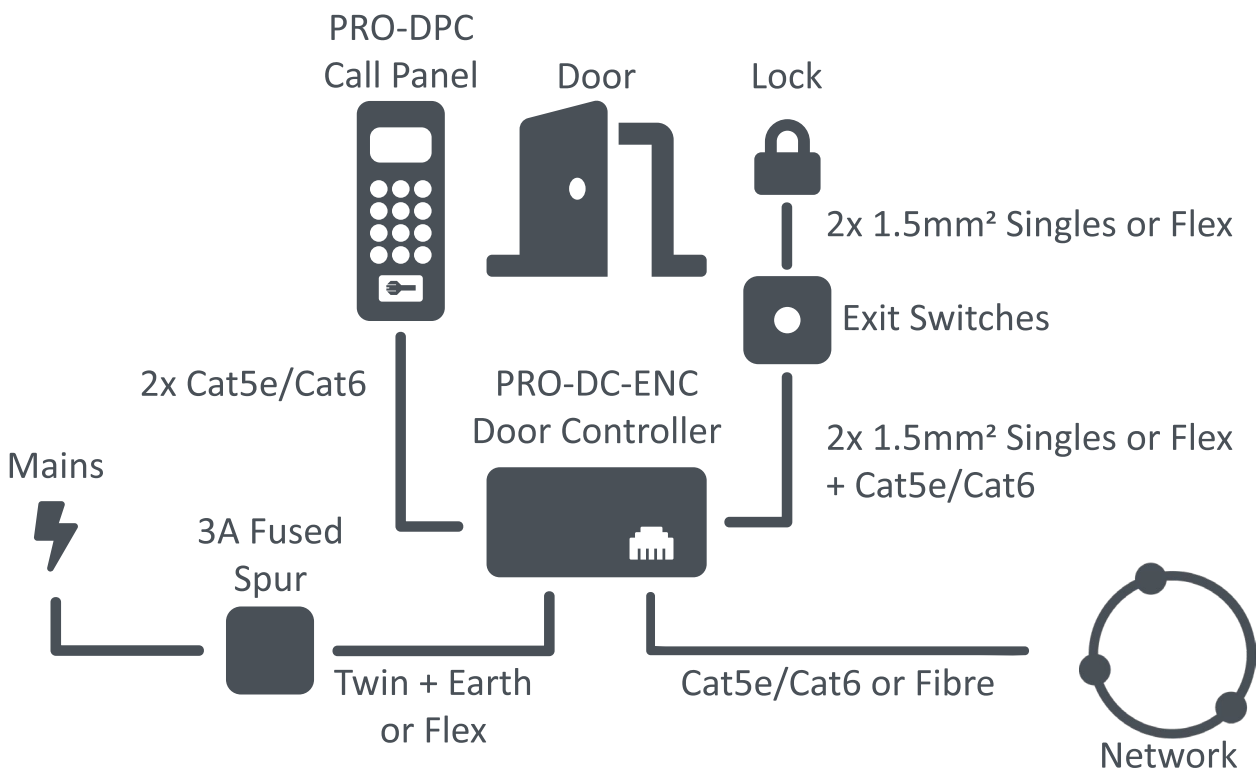 PRO-DPC
Call Panel
Door
Lock
2x 1.5mm² Singles or Flex
Exit Switches
2x Cat5e/Cat6
PRO-DC-ENC
Door Controller
2x 1.5mm² Singles or Flex
+ Cat5e/Cat6
Mains
3A Fused
Spur
Twin + Earth
or Flex
Cat5e/Cat6 or Fibre
Network